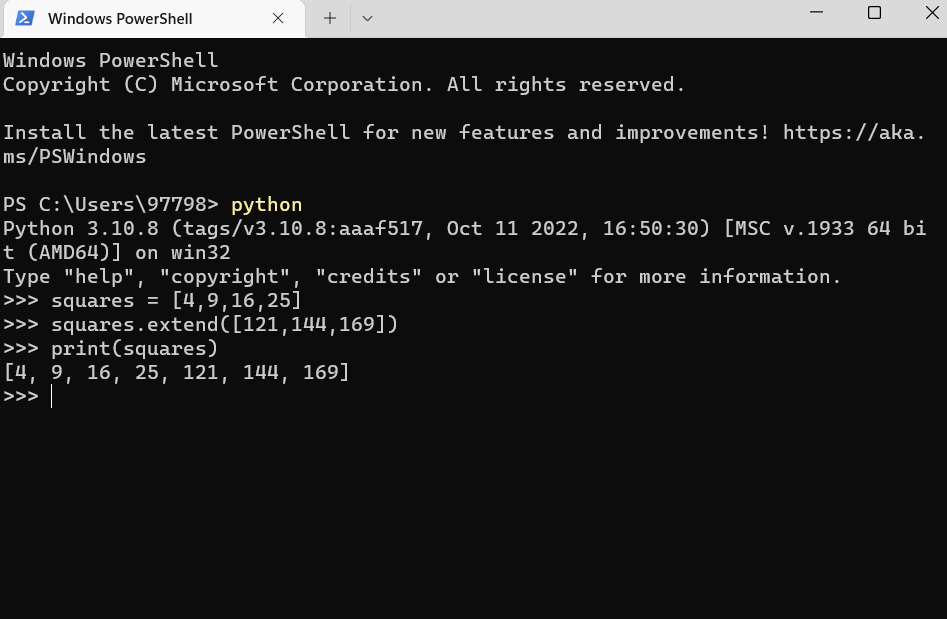 Windows PowerShell
Windows PowerShell
Copyright (C) Microsoft Corporation. All rights reserved.
Install the latest PowerShell for new features and improvements! https://aka.
ms/PSWindows
PS C:\Users\97798> python
Python 3.10.8 (tags/v3.10.8:aaaf517, Oct 11 2022, 16:50:30) [MSC v.1933 64 bi
t (AMD64)] on win32
Type "help", "copyright", "credits" or "license" for more information.
>>> squares = [4,9,16,25]
>>> squares.extend([121,144,169])
>>> print(squares)
[4, 9, 16, 25, 121, 144, 169]
>>>